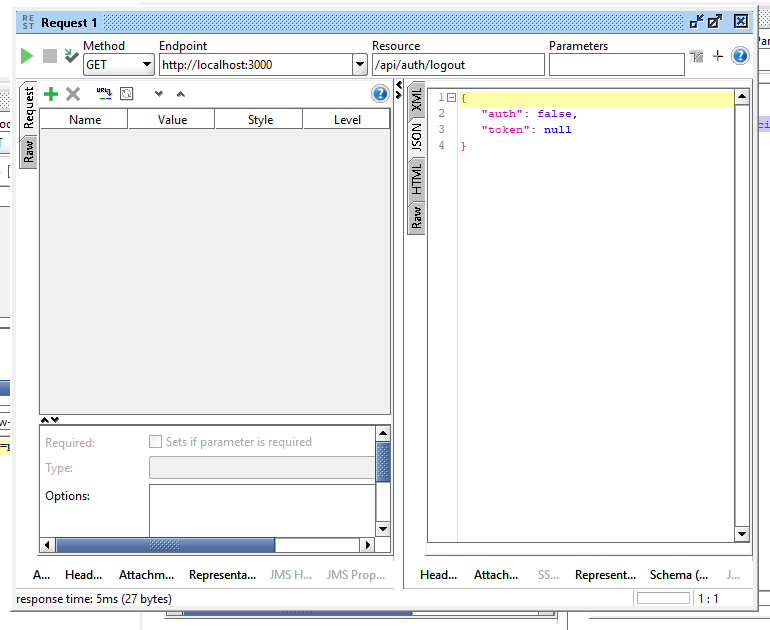 RE
ST
Request 1
Method
Endpoint
Resource
Parameters
GET
http://localhost:3000
/api/auth/logout
Request
Raw
Name
Value
Style
Level
Required:
Sets if parameter is required
Type:
Options:
A...
Head...
Attachm...
Representa...
JMS H...
JMS Prop...
XML
JSON
HTML
Raw
1 {
2 "auth": false,
3 "token": null
4 }
Head...
Attach...
SS...
Represent...
Schema (...
J...
response time: 5ms (27 bytes)
1 : 1